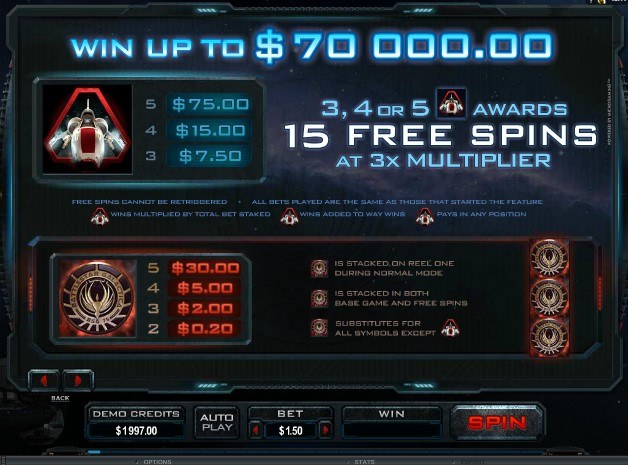 WIN UP TO $70 000.00
5 $75.00
4 $15.00
3 $7.50
3, 4 OR 5 AWARDS
15 FREE SPINS
AT 3X MULTIPLIER
FREE SPINS CANNOT BE RETRIGGERED • ALL BETS PLAYED ARE THE SAME AS THOSE THAT STARTED THE FEATURE
WINS MULTIPLIED BY TOTAL BET STAKED WINS ADDED TO WAY WINS PAYS IN ANY POSITION
5 $30.00
4 $5.00
3 $2.00
2 $0.20
IS STACKED ON REEL ONE
DURING NORMAL MODE
IS STACKED IN BOTH
BASE GAME AND FREE SPINS
SUBSTITUTES FOR
ALL SYMBOLS EXCEPT
BACK
DEMO CREDITS
$1997.00
AUTO
PLAY
BET
$1.50
WIN
SPIN
OPTIONS
STATS